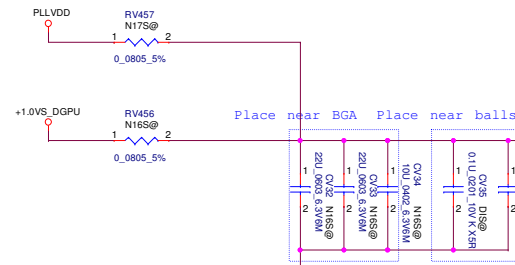 PLLVDD
RV457
N17S@
1 2
0_0805_5%
+1.0VS_DGPU
RV456
N16S@
1 2
0_0805_5%
Place near BGA
Place near balls
1
2
CV32 N16S@
22U_0603_6.3V6M
1
2
CV33 N16S@
22U_0603_6.3V6M
1
2
CV34 N16S@
10U_0402_6.3V6M
1
2
CV35 DIS@
0.1U_0201_10V K X5R
1
2